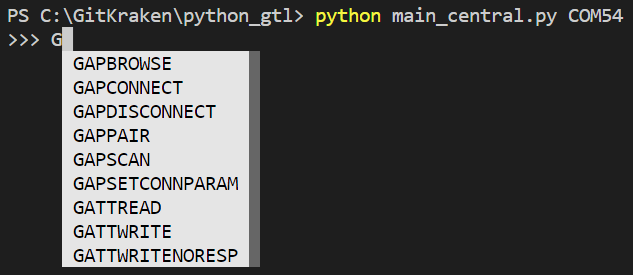 PS C:\GitKraken\python_gtl> python main_central.py COM54
>>> G
GAPBROWSE
GAPCONNECT
GAPDISCONNECT
GAPPAIR
GAPSCAN
GAPSETCONNPARAM
GATTREAD
GATTWRITE
GATTWRITENORESP